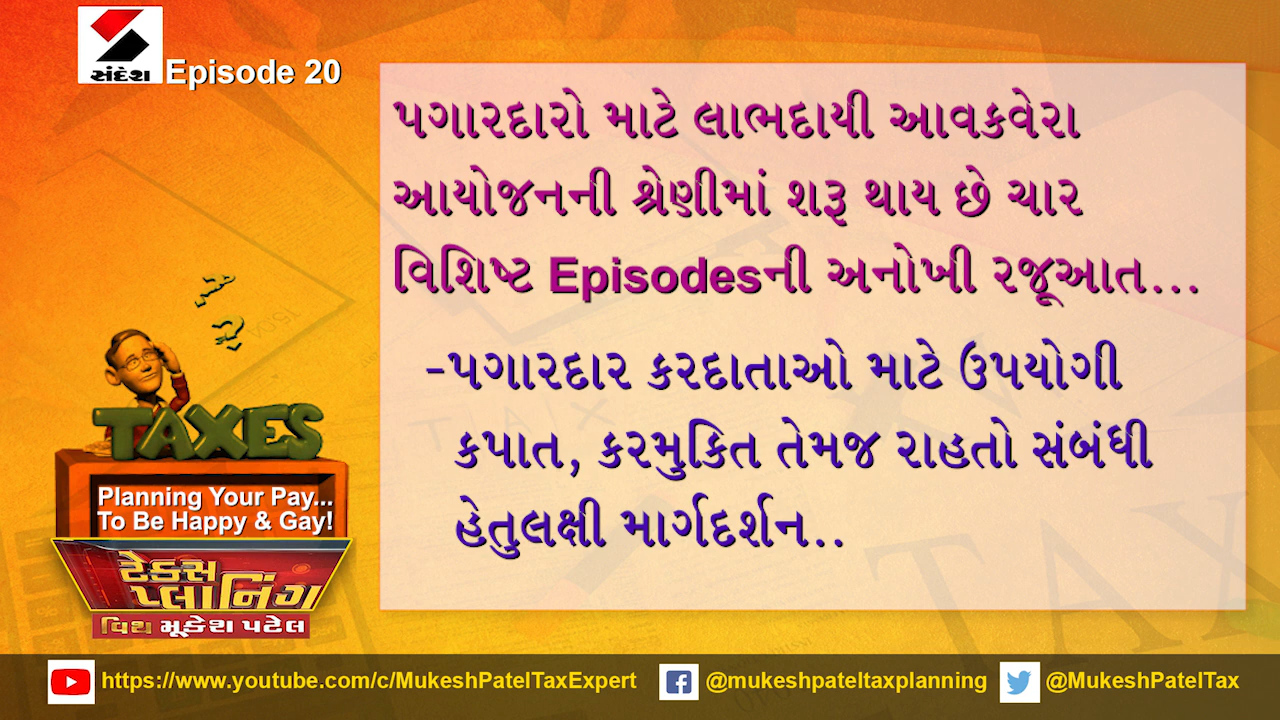 સંદેશ
Episode 20
પગારદારો માટે લાભદાયી આવકવેરા
આયોજનની શ્રેણીમાં શરૂ થાય છે ચાર
વિશિષ્ટ Episodesની અનોખી રજૂઆત...
-પગારદાર કરદાતાઓ માટે ઉપયોગી
કપાત, કરમુકિત તેમજ રાહતો સંબંધી
હેતુલક્ષી માર્ગદર્શન..
TAXES
Planning Your Pay...
To Be Happy & Gay!
ટેકસ
પ્લાનિંગ
વિથ મૂકેશ પટેલ
https://www.youtube.com/c/MukeshPatelTaxExpert
@mukeshpateltaxplanning
@MukeshPatelTax
TAX